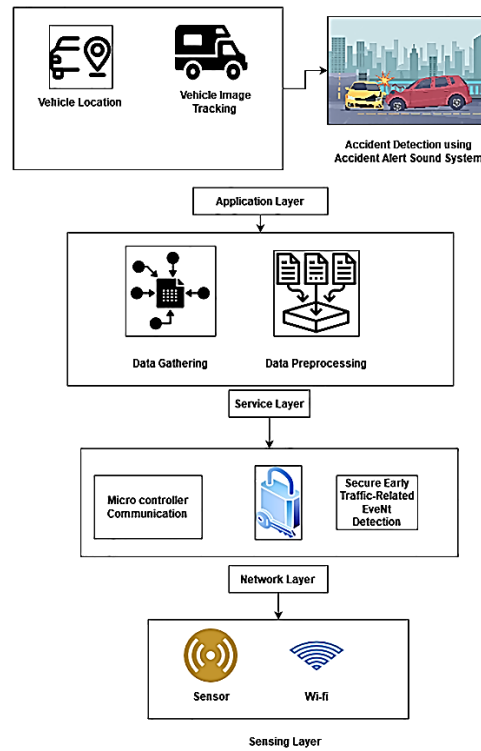 Vehicle Location
Vehicle Image
Tracking
Accident Detection using
Accident Alert Sound System
Application Layer
Data Gathering
Data Preprocessing
Service Layer
Micro controller
Communication
Secure Early
Traffic-Related
EveNt
Detection
Network Layer
Sensor
Wi-fi
Sensing Layer